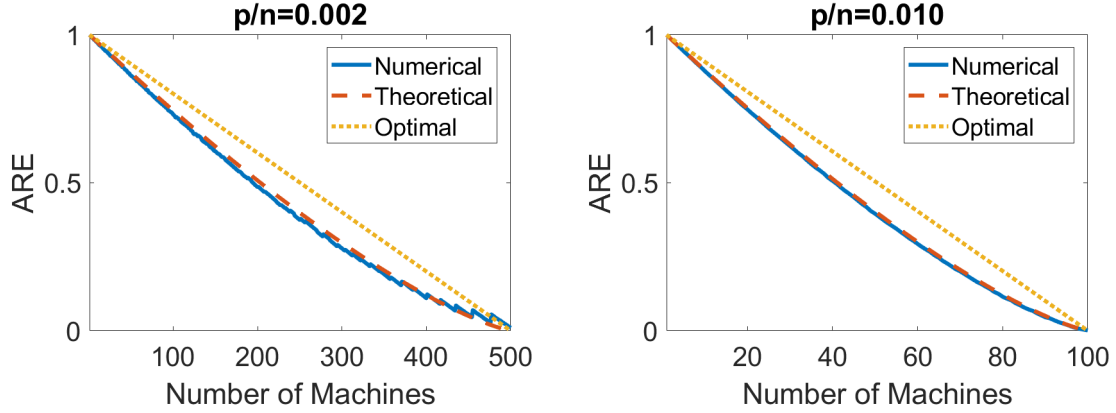 p/n=0.002
1
0.5
0
ARE
Numerical
Theoretical
Optimal
100 200 300 400 500
Number of Machines
p/n=0.010
1
0.5
0
ARE
Numerical
Theoretical
Optimal
20 40 60 80 100
Number of Machines